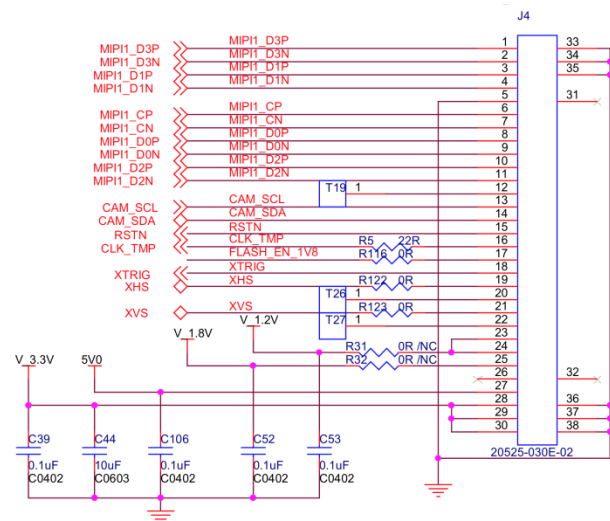 J4
MIPI1_D3P MIPI1_D3P 1 33
MIPI1_D3N MIPI1_D3N 2 34
MIPI1_D1P MIPI1_D1P 3 35
MIPI1_D1N MIPI1_D1N 4
5 31
MIPI1_CP MIPI1_CP 6
MIPI1_CN MIPI1_CN 7
MIPI1_D0P MIPI1_D0P 8
MIPI1_D0N MIPI1_D0N 9
MIPI1_D2P MIPI1_D2P 10
MIPI1_D2N MIPI1_D2N 11
T19 1 12
CAM_SCL CAM_SCL 13
CAM_SDA CAM_SDA 14
RSTN RSTN 15
CLK_TMP CLK_TMP R5 22R 16
FLASH_EN_1V8 R116 0R 17
XTRIG XTRIG 18
XHS XHS R122 0R 19
T26 1 20
XVS XVS R123 0R 21
T27 1 22
V_1.2V 23
V_1.8V R31 0R /NC 24
R32 0R /NC 25
V_3.3V 5V0 26 32
27
28 36
29 37
30 38
C39 C44 C106 C52 C53
0.1uF 10uF 0.1uF 0.1uF 0.1uF
C0402 C0603 C0402 C0402 C0402
20525-030E-02